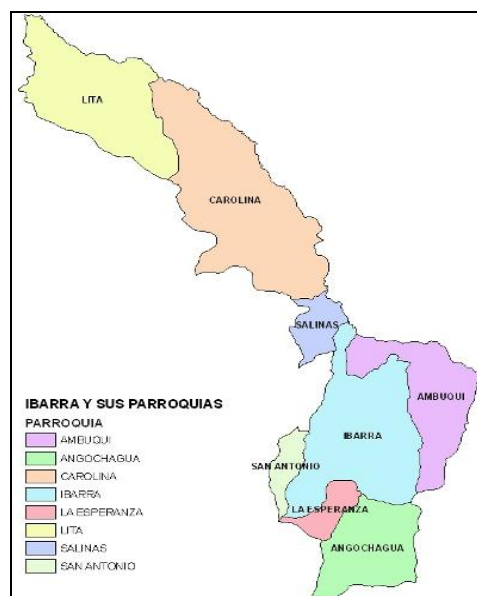 LITA
CAROLINA
SALINAS
AMBUQUI
IBARRA
SAN ANTONIO
LA ESPERANZA
ANGOCHAGUA
IBARRA Y SUS PARROQUIAS
PARROQUIA
AMBUQUI
ANGOCHAGUA
CAROLINA
IBARRA
LA ESPERANZA
LITA
SALINAS
SAN ANTONIO